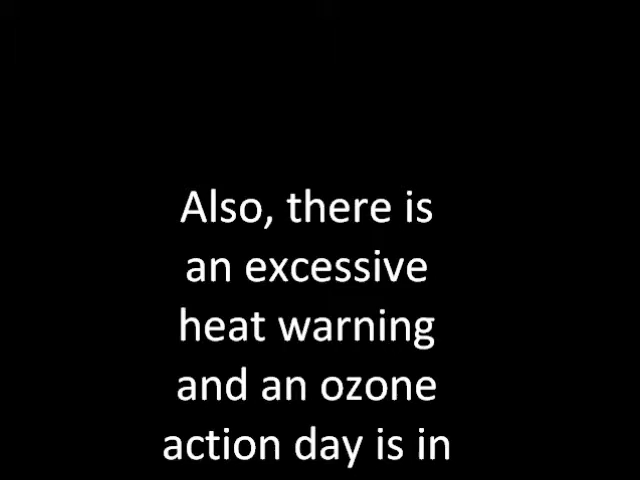 Also, there is
an excessive
heat warning
and an ozone
action day is in